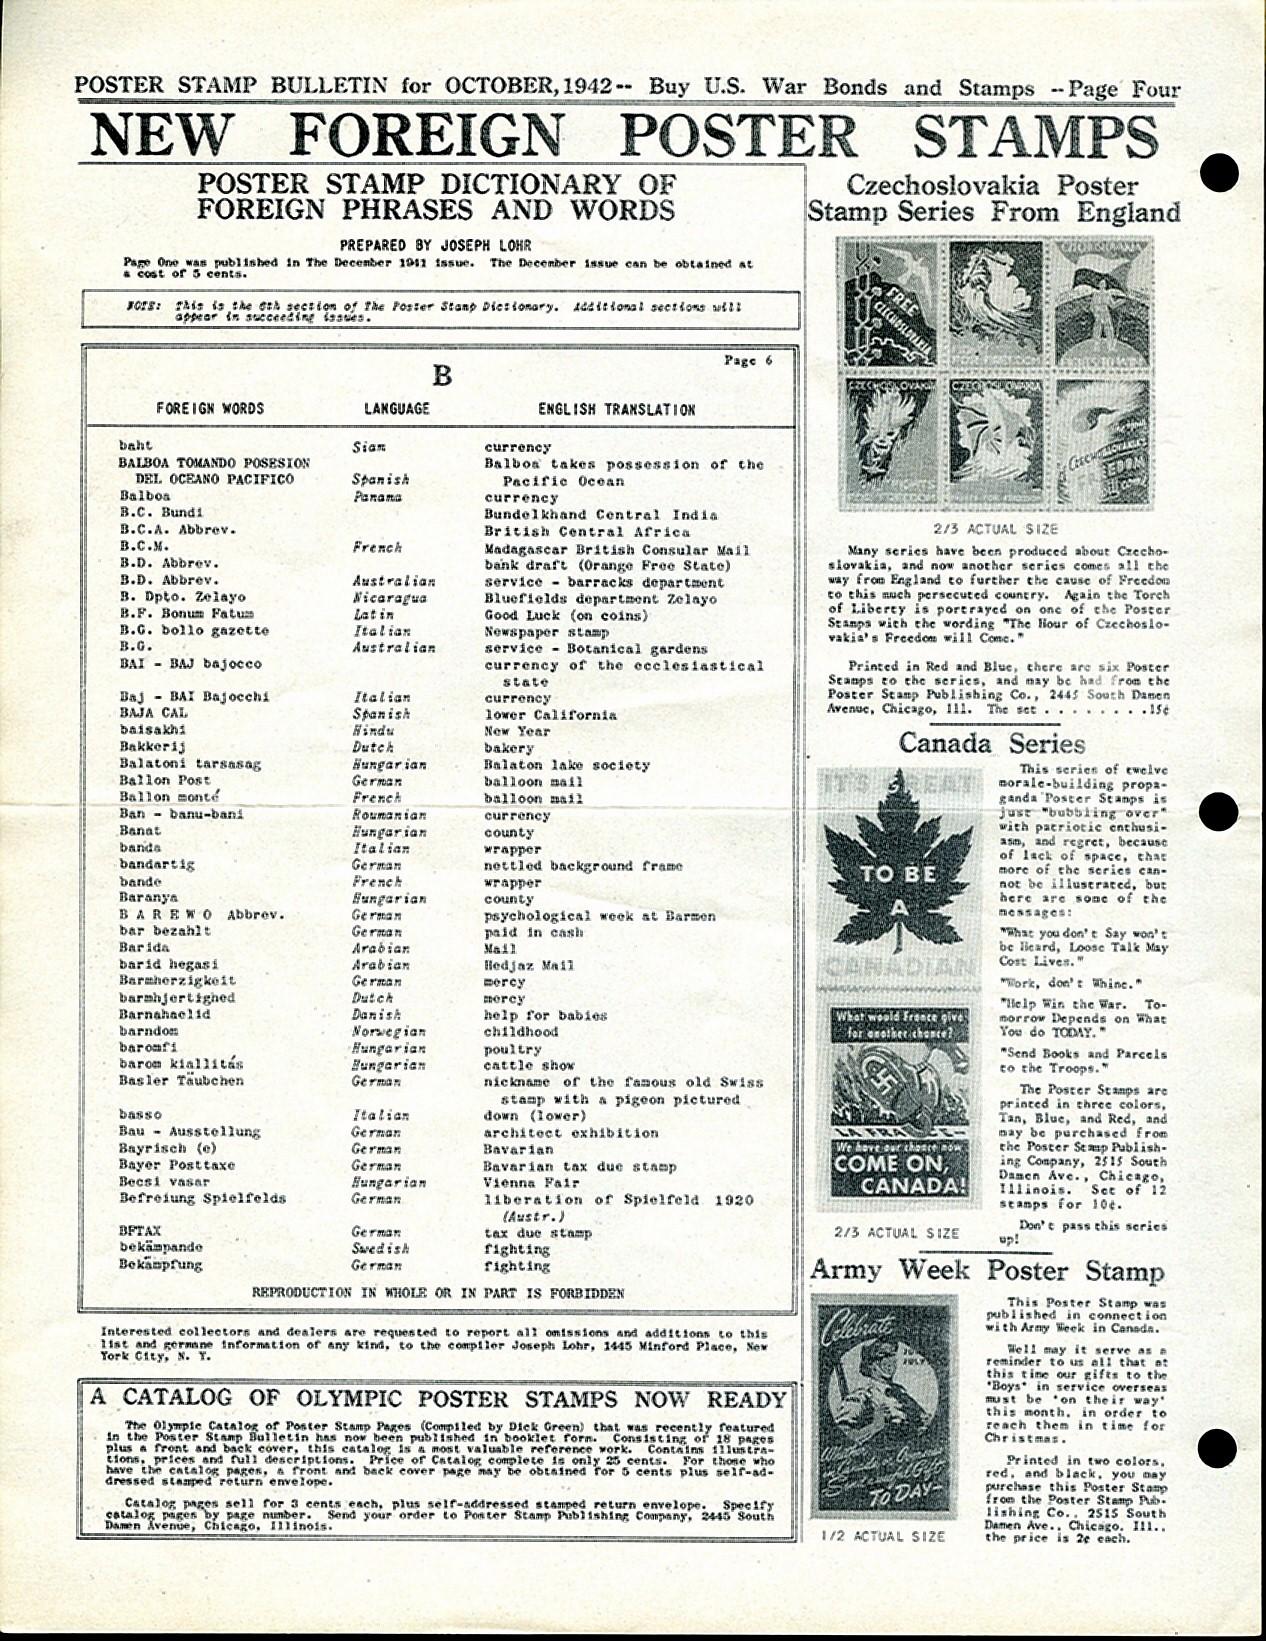 POSTER STAMP BULLETIN for OCTOBER, 1942-- Buy U.S. War Bonds and Stamps --Page Four
NEW FOREIGN POSTER STAMPS
POSTER STAMP DICTIONARY OF
FOREIGN PHRASES AND WORDS
PREPARED BY JOSEPH LOHR
Page One was published in The December 1941 issue. The December issue can be obtained at
a cost of 5 cents.
NOTE: This is the 6th section of The Poster Stamp Dictionary. Additional sections will
appear in succeeding issues.
Page 6
B
FOREIGN WORDS LANGUAGE ENGLISH TRANSLATION
baht Siam currency
BALBOA TOMANDO POSESION Balboa takes possession of the
DEL OCEANO PACIFICO Spanish Pacific Ocean
Balboa Panama currency
B.C. Bundi Bundelkhand Central India
B.C.A. Abbrev. British Central Africa
B.C.M. French Madagascar British Consular Mail
B.D. Abbrev. bank draft (Orange Free State)
B.D. Abbrev. Australian service - barracks department
B. Dpto. Zelayo Nicaragua Bluefields department Zelayo
B.F. Bonum Fatum Latin Good Luck (on coins)
B.G. bollo gazette Italian Newspaper stamp
B.G. Australian service - Botanical gardens
BAI - BAJ bajocco currency of the ecclesiastical
state
Baj - BAI Bajocchi Italian currency
BAJA CAL Spanish lower California
baisakhi Hindu New Year
Bakkerij Dutch bakery
Balatoni tarsasag Hungarian Balaton lake society
Ballon Post German balloon mail
Ballon monté French balloon mail
Ban - banu-bani Roumanian currency
Banat Hungarian county
banda Italian wrapper
bandartig German nettled background frame
bande French wrapper
Baranya Hungarian county
B A R E W O Abbrev. German psychological week at Barmen
bar bezahlt German paid in cash
Barida Arabian Mail
barid hegasi Arabian Hedjaz Mail
Barmherzigkeit German mercy
barmhjertighed Dutch mercy
Barnahaelid Danish help for babies
barndom Norwegian childhood
baromfi Hungarian poultry
barom kiallitás Hungarian cattle show
Basler Täubchen German nickname of the famous old Swiss
stamp with a pigeon pictured
basso Italian down (lower)
Bau - Ausstellung German architect exhibition
Bayrisch (e) German Bavarian
Bayer Posttaxe German Bavarian tax due stamp
Becsi vasar Hungarian Vienna Fair
Befreiung Spielfelds German liberation of Spielfeld 1920
(Austr.)
BFTAX German tax due stamp
bekämpande Swedish fighting
Bekämpfung German fighting
REPRODUCTION IN WHOLE OR IN PART IS FORBIDDEN
Interested collectors and dealers are requested to report all omissions and additions to this
list and germane information of any kind, to the compiler Joseph Lohr, 1445 Minford Place, New
York City, N. Y.
A CATALOG OF OLYMPIC POSTER STAMPS NOW READY
The Olympic Catalog of Poster Stamp Pages (Compiled by Dick Green) that was recently featured
in the Poster Stamp Bulletin has now been published in booklet form. Consisting of 18 pages
plus a front and back cover, this catalog is a most valuable reference work. Contains illustra-
tions, prices and full descriptions. Price of Catalog complete is only 25 cents. For those who
have the catalog pages, a front and back cover page may be obtained for 5 cents plus self-ad-
dressed stamped return envelope.
Catalog pages sell for 3 cents each, plus self-addressed stamped return envelope. Specify
catalog pages by page number. Send your order to Poster Stamp Publishing Company, 2445 South
Damen Avenue, Chicago, Illinois.
Czechoslovakia Poster
Stamp Series From England
FREE
CZECHOSLOVAKIA
CZECHOSLOVAKIA
CZECHOSLOVAKIA
CZECHOSLOVAKIA
2/3 ACTUAL SIZE
Many series have been produced about Czecho-
slovakia, and now another series comes all the
way from England to further the cause of Freedom
to this much persecuted country. Again the Torch
of Liberty is portrayed on one of the Poster
Stamps with the wording "The Hour of Czechoslo-
vakia's Freedom will Come."
Printed in Red and Blue, there are six Poster
Stamps to the series, and may be had from the
Poster Stamp Publishing Co., 2445 South Damen
Avenue, Chicago, Ill. The set . . . . . . . . 15¢
Canada Series
IT'S GREAT
TO BE
A
CANADIAN
What would France give
for another chance?
LA FRANCE
We have our chance now
COME ON,
CANADA!
2/3 ACTUAL SIZE
This series of twelve
morale-building propa-
ganda Poster Stamps is
just "bubbling over"
with patriotic enthusi-
asm, and regret, because
of lack of space, that
more of the series can-
not be illustrated, but
here are some of the
messages:
"What you don't Say won't
be Heard, Loose Talk May
Cost Lives."
"Work, don't Whine."
"Help Win the War. To-
morrow Depends on What
You do TODAY."
"Send Books and Parcels
to the Troops."
The Poster Stamps are
printed in three colors,
Tan, Blue, and Red, and
may be purchased from
the Poster Stamp Publish-
ing Company, 2515 South
Damen Ave., Chicago,
Illinois. Set of 12
stamps for 10¢.
Don't pass this series
up!
Army Week Poster Stamp
Celebrate
JULY
TO DAY-
1/2 ACTUAL SIZE
This Poster Stamp was
published in connection
with Army Week in Canada.
Well may it serve as a
reminder to us all that at
this time our gifts to the
'Boys' in service overseas
must be 'on their way'
this month, in order to
reach them in time for
Christmas.
Printed in two colors,
red, and black, you may
purchase this Poster Stamp
from the Poster Stamp Pub-
lishing Co., 2515 South
Damen Ave., Chicago. Ill.,
the price is 2¢ each.